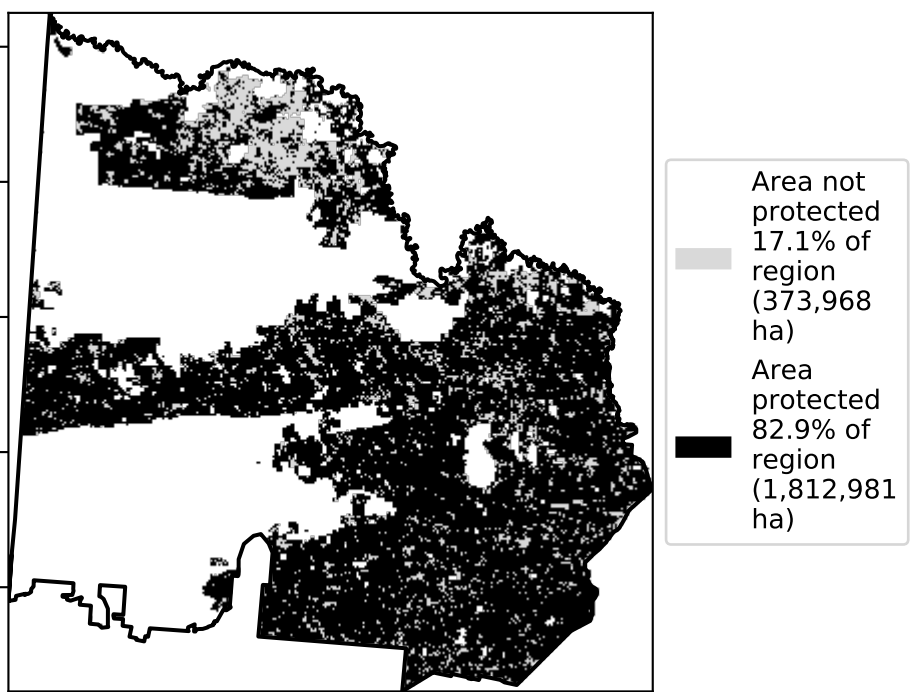 Area not
protected
17.1% of
region
(373,968
ha)
Area
protected
82.9% of
region
(1,812,981
ha)